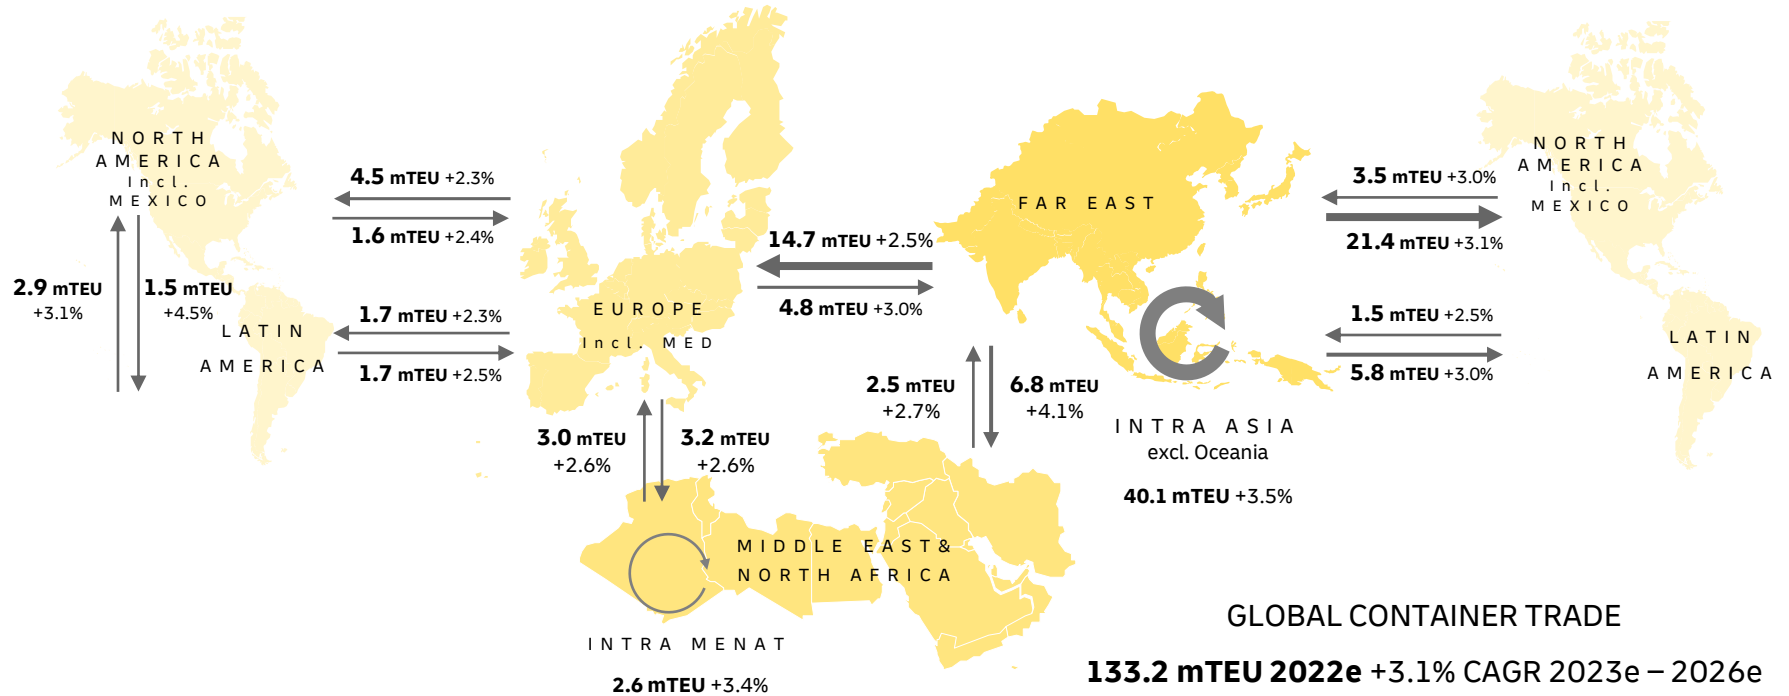 NORTH
AMERICA
Incl.
MEXICO
4.5 mTEU +2.3%
1.6 mTEU +2.4%
2.9 mTEU
+3.1%
1.5 mTEU
+4.5%
LATIN
AMERICA
1.7 mTEU +2.3%
1.7 mTEU +2.5%
EUROPE
Incl. MED
14.7 mTEU +2.5%
4.8 mTEU +3.0%
FAR EAST
3.5 mTEU +3.0%
21.4 mTEU +3.1%
NORTH
AMERICA
Incl.
MEXICO
1.5 mTEU +2.5%
5.8 mTEU +3.0%
LATIN
AMERICA
3.0 mTEU
+2.6%
3.2 mTEU
+2.6%
2.5 mTEU
+2.7%
6.8 mTEU
+4.1%
INTRA ASIA
excl. Oceania
40.1 mTEU +3.5%
MIDDLE EAST&
NORTH AFRICA
INTRA MENAT
2.6 mTEU +3.4%
GLOBAL CONTAINER TRADE
133.2 mTEU 2022e +3.1% CAGR 2023e – 2026e